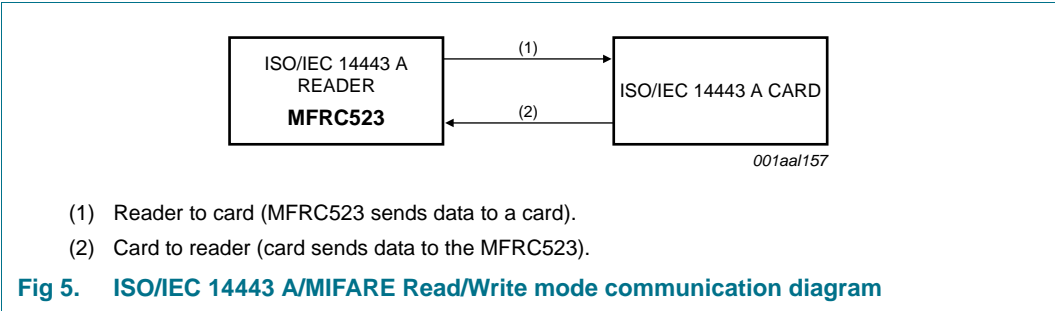 ISO/IEC 14443 A
READER
MFRC523
(1)
(2)
ISO/IEC 14443 A CARD
001aal157
(1) Reader to card (MFRC523 sends data to a card).
(2) Card to reader (card sends data to the MFRC523).
Fig 5. ISO/IEC 14443 A/MIFARE Read/Write mode communication diagram